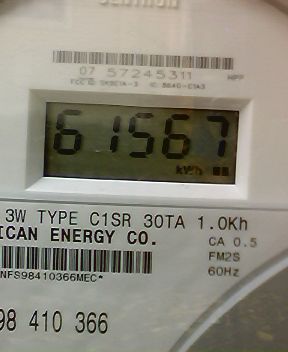 07 57245311
61567
kWh
3W TYPE C1SR 30TA 1.0Kh
ICAN ENERGY CO.
CA 0.5
FM2S
60Hz
NFS98410366MEC*
98 410 366